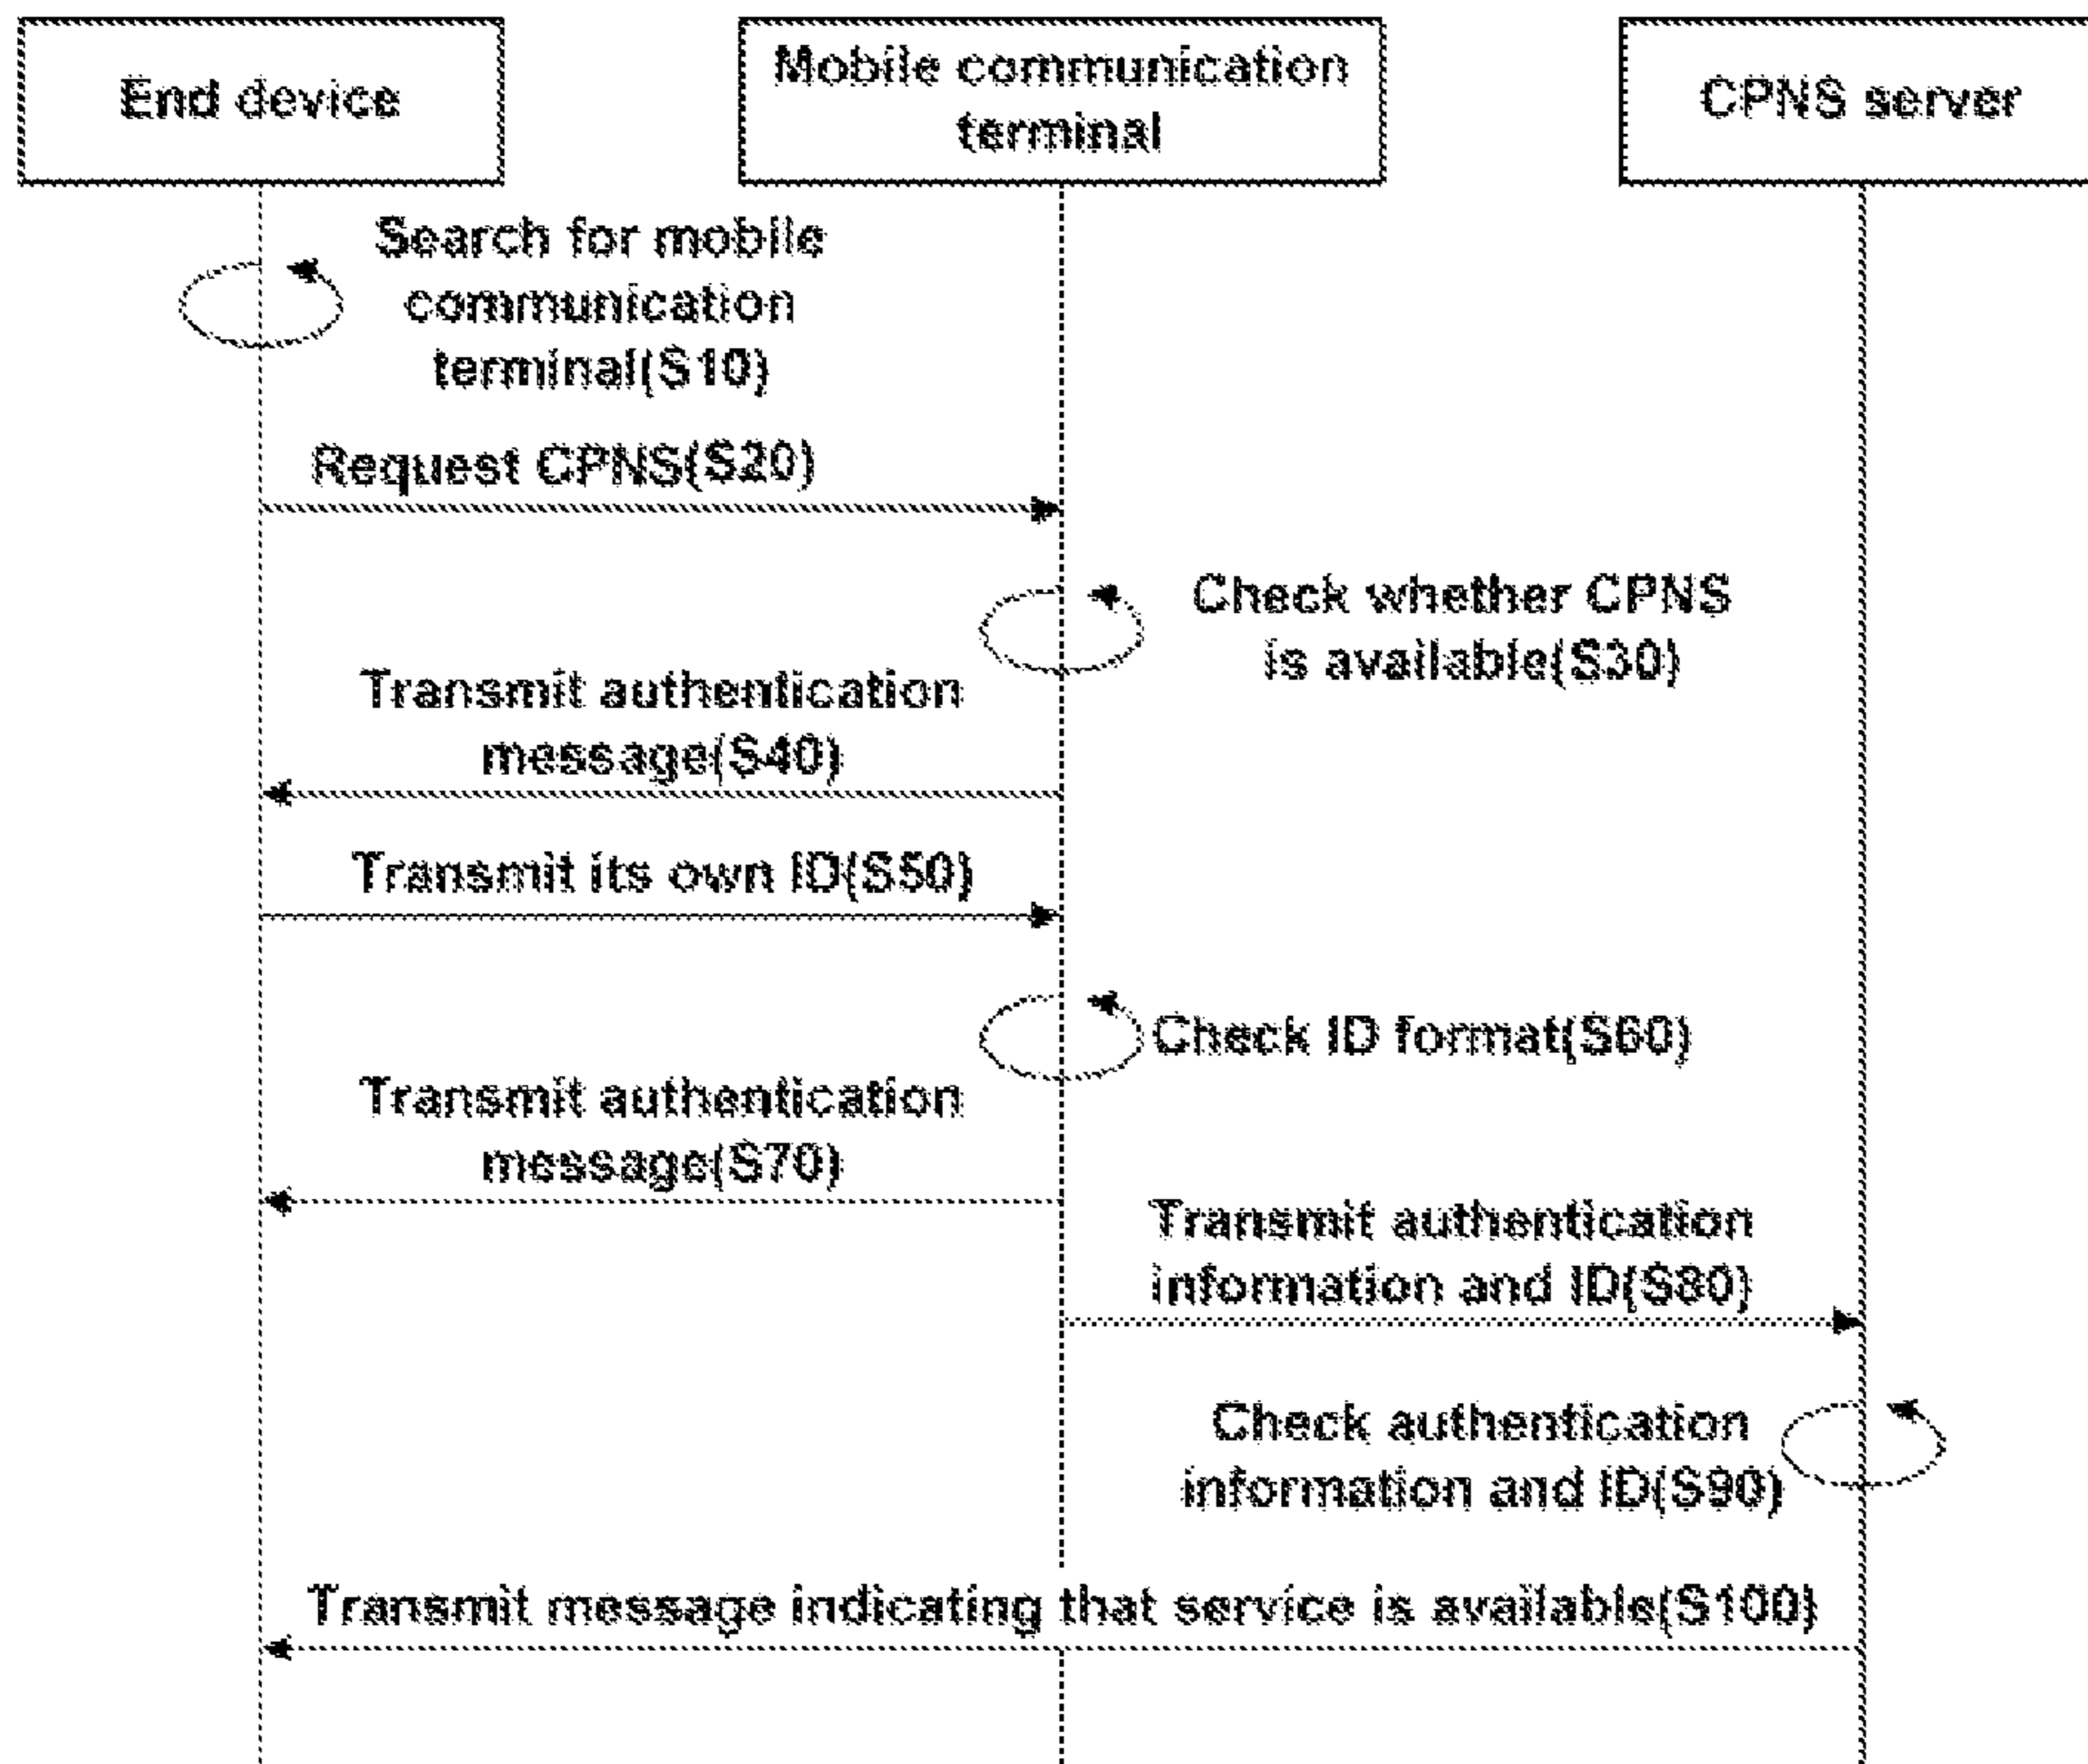 End device
Mobile communication
terminal
CPNS server
Search for mobile
communication
terminal(S10)
Request CPNS(S20)
Check whether CPNS
is available(S30)
Transmit authentication
message(S40)
Transmit its own ID(S50)
Check ID format(S60)
Transmit authentication
message(S70)
Transmit authentication
information and ID(S80)
Check authentication
information and ID(S90)
Transmit message indicating that service is available(S100)